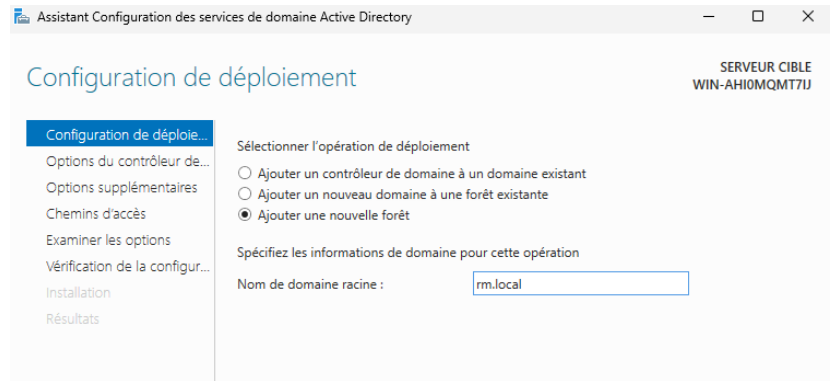 Assistant Configuration des services de domaine Active Directory
Configuration de déploiement
SERVEUR CIBLE
WIN-AHI0MQMT7IJ
Configuration de déploie...
Options du contrôleur de...
Options supplémentaires
Chemins d'accès
Examiner les options
Vérification de la configur...
Installation
Résultats
Sélectionner l'opération de déploiement
Ajouter un contrôleur de domaine à un domaine existant
Ajouter un nouveau domaine à une forêt existante
Ajouter une nouvelle forêt
Spécifiez les informations de domaine pour cette opération
Nom de domaine racine : rm.local